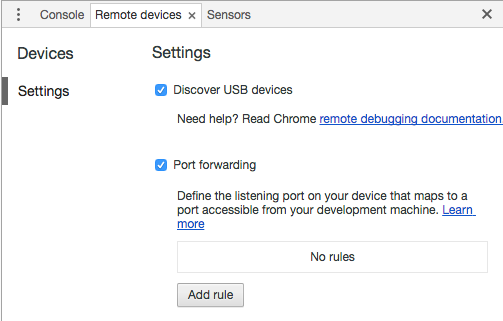 Console Remote devices × Sensors ×
Devices
Settings
Settings
Discover USB devices
Need help? Read Chrome remote debugging documentation
Port forwarding
Define the listening port on your device that maps to a
port accessible from your development machine. Learn
more
No rules
Add rule